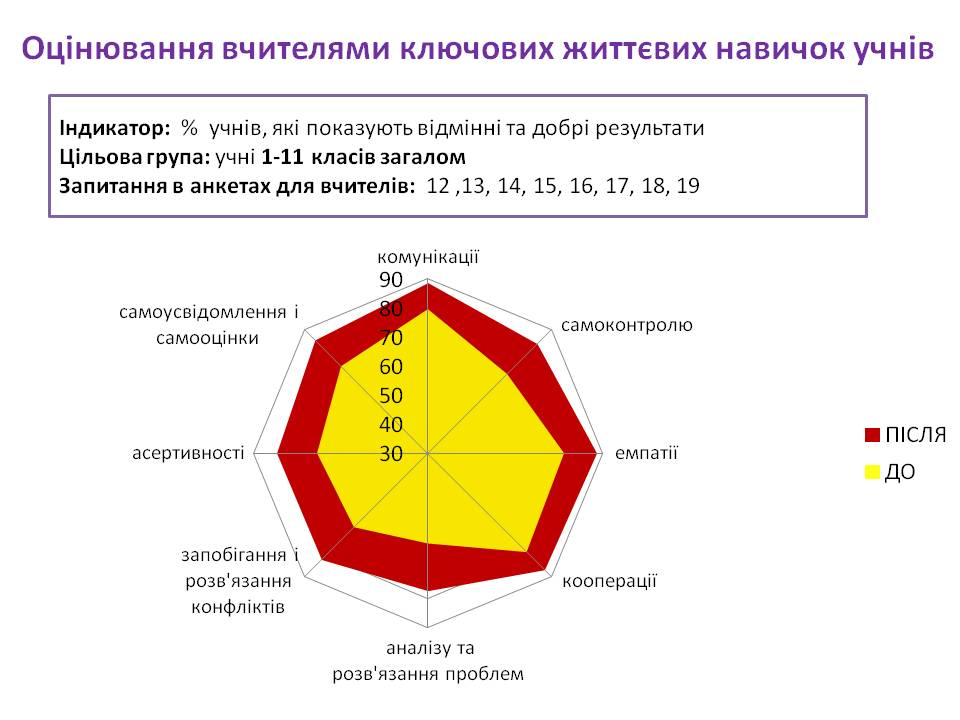 Оцінювання вчителями ключових життєвих навичок учнів
Індикатор: % учнів, які показують відмінні та добрі результати
Цільова група: учні 1-11 класів загалом
Запитання в анкетах для вчителів: 12 ,13, 14, 15, 16, 17, 18, 19
комунікації
90
80
70
60
50
40
30
самоконтролю
емпатії
кооперації
аналізу та
розв'язання проблем
запобігання і
розв'язання
конфліктів
асертивності
самоусвідомлення і
самооцінки
ПІСЛЯ
ДО